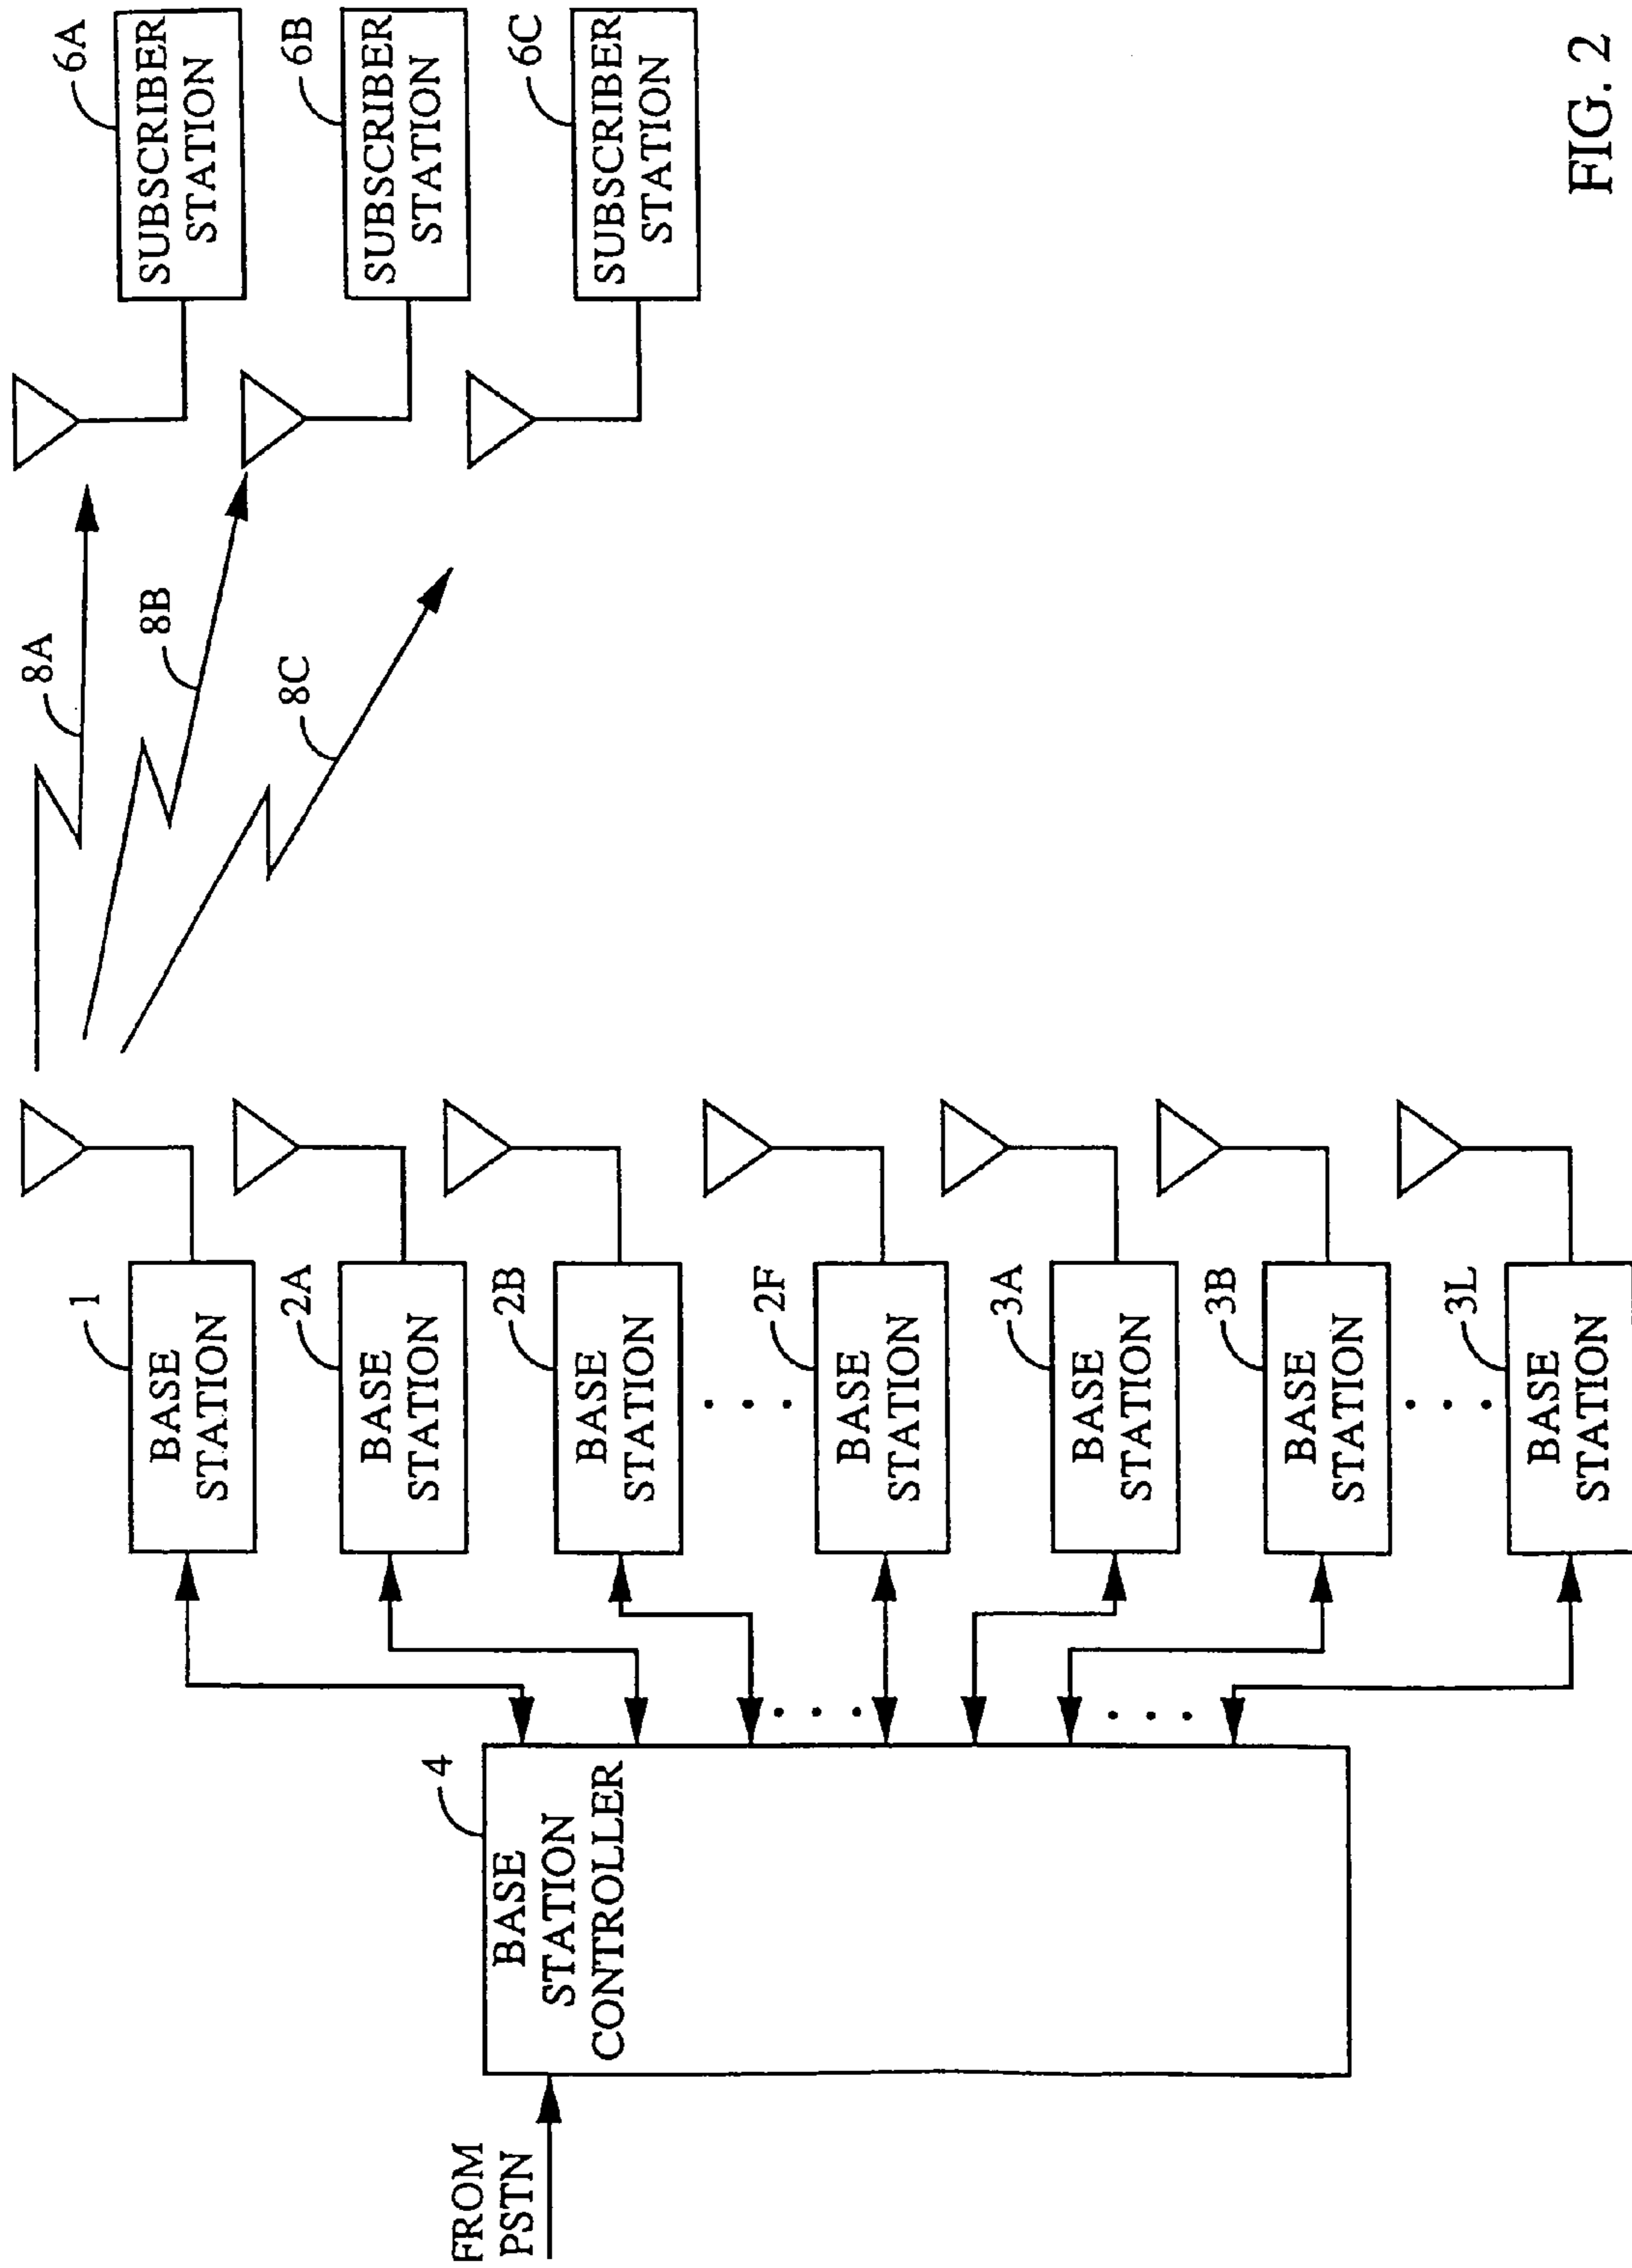 FROM
PSTN
4
BASE
STATION
CONTROLLER
1
BASE
STATION
2A
BASE
STATION
2B
BASE
STATION
2F
BASE
STATION
3A
BASE
STATION
3B
BASE
STATION
3L
BASE
STATION
8A
8B
8C
6A
SUBSCRIBER
STATION
6B
SUBSCRIBER
STATION
6C
SUBSCRIBER
STATION
FIG. 2